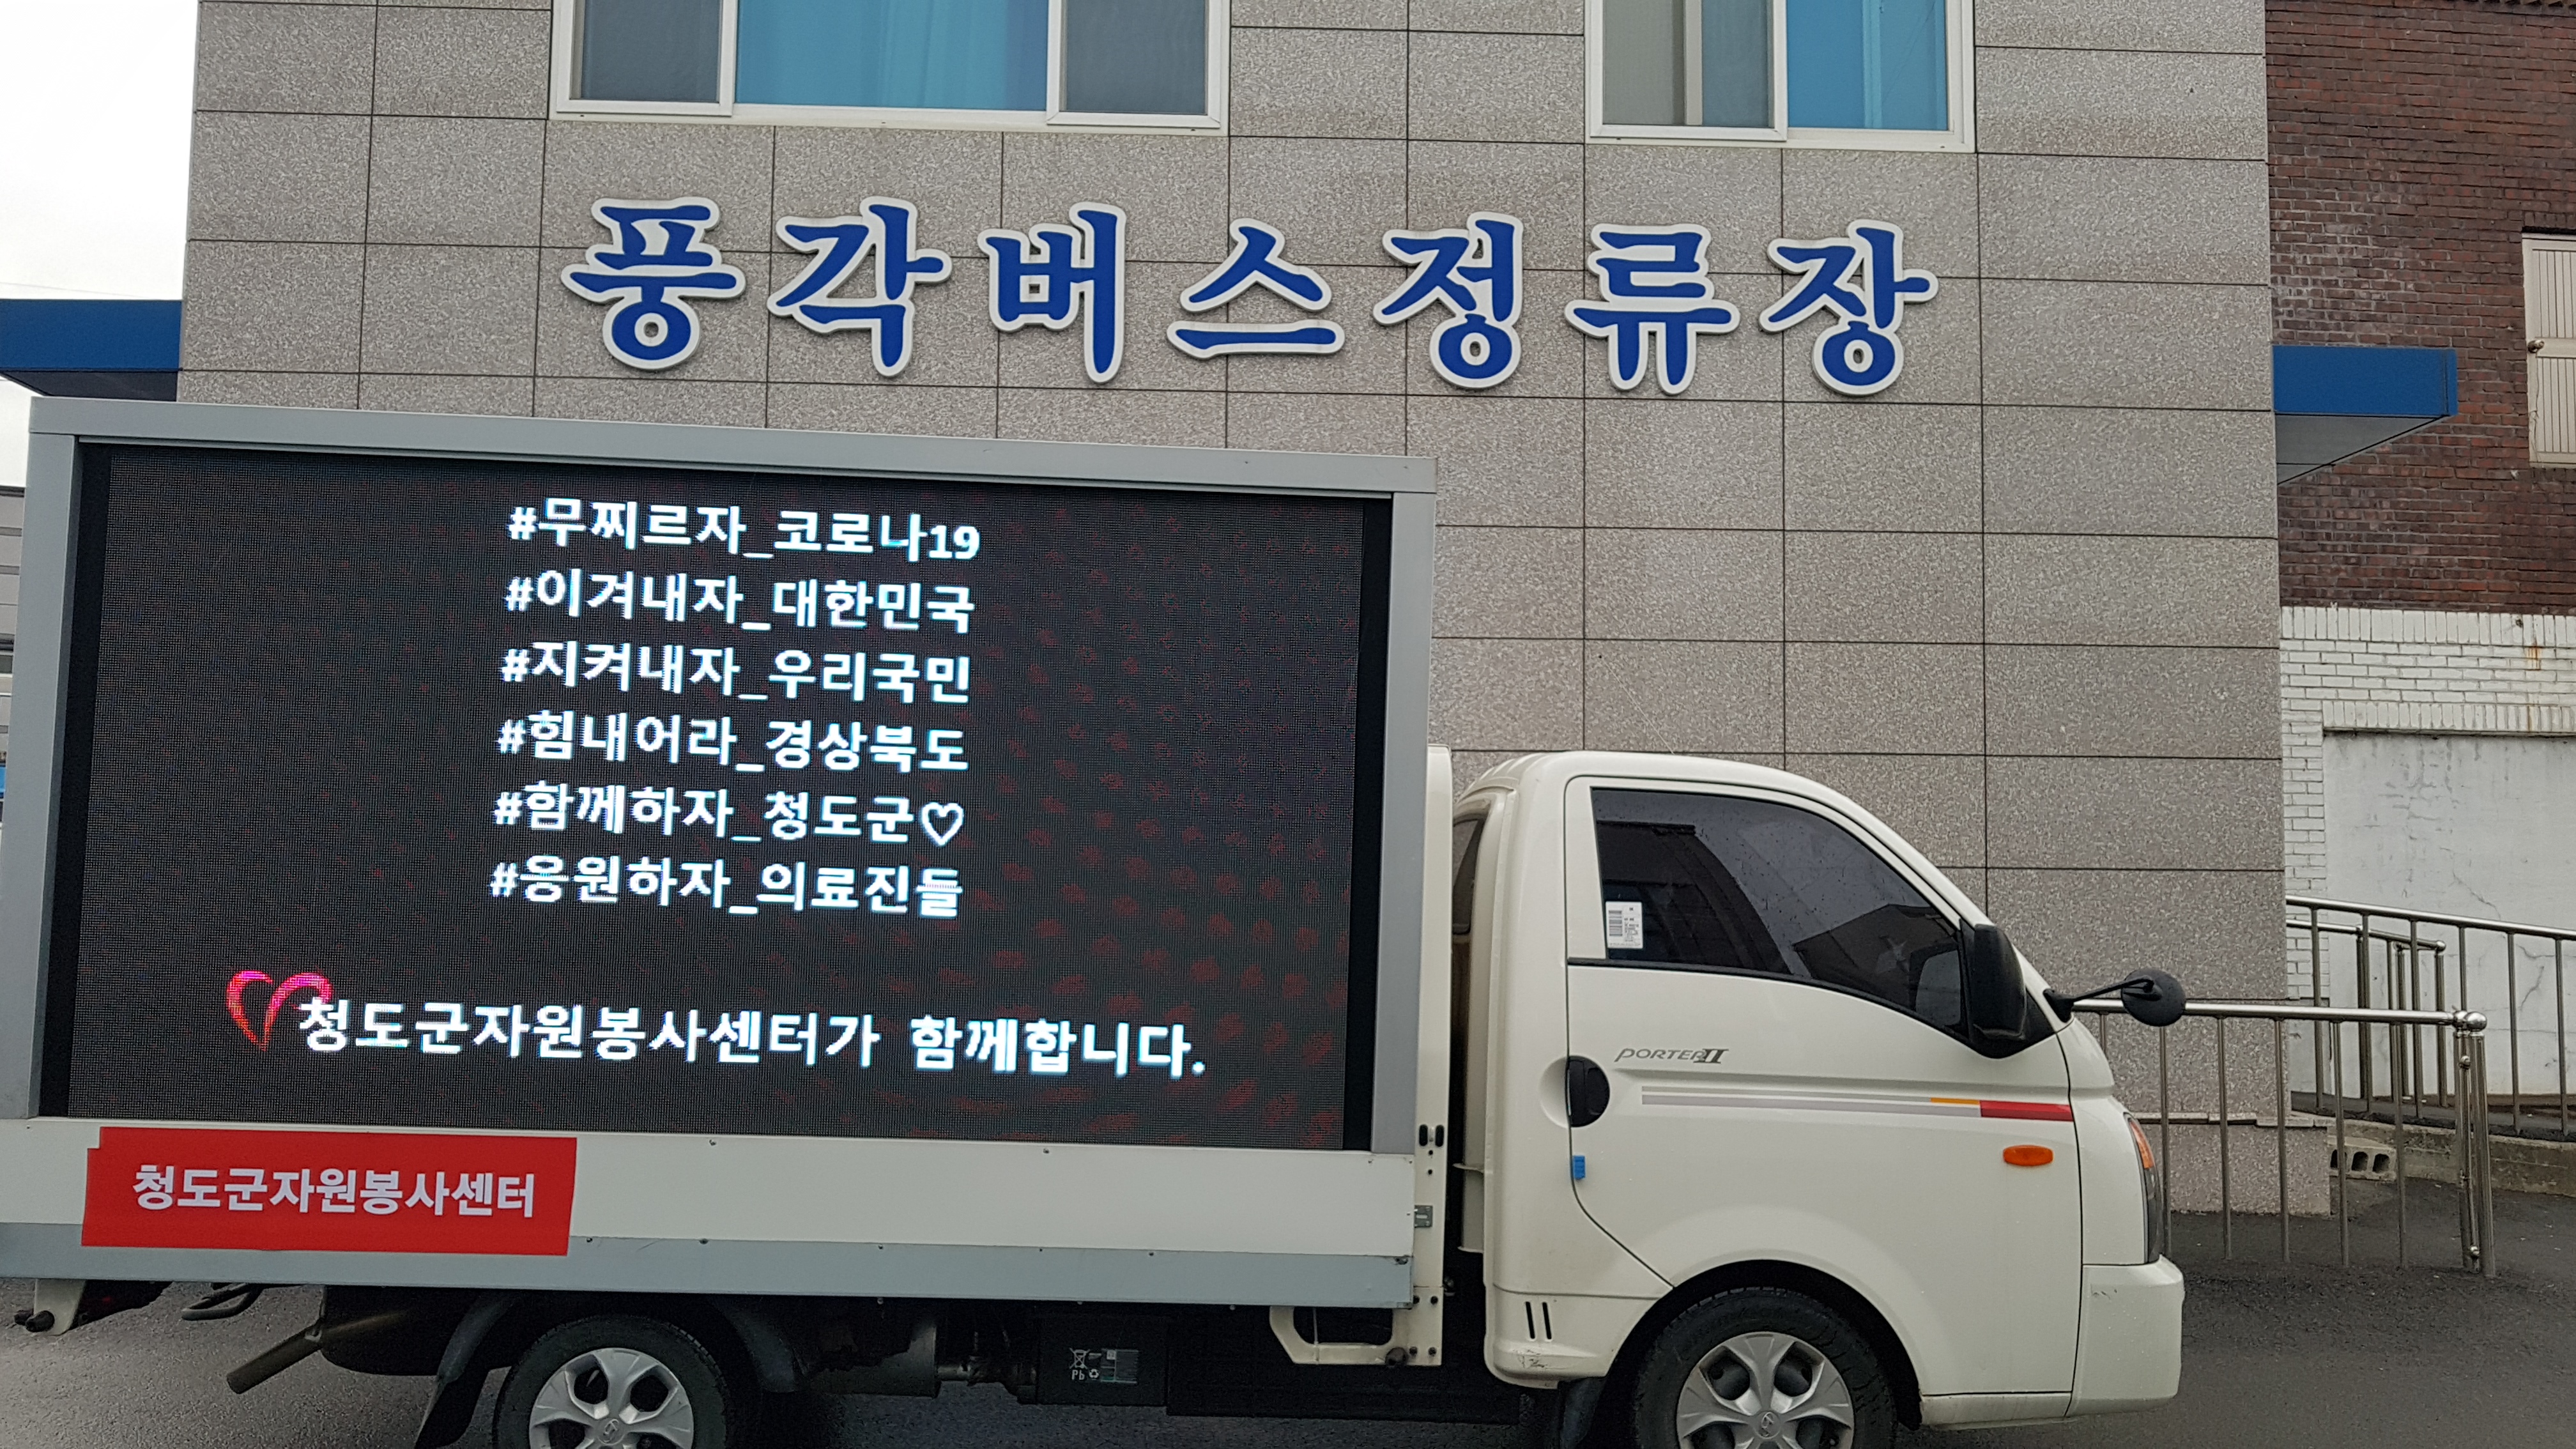 풍각버스정류장
#무찌르자_코로나19
#이겨내자_대한민국
#지켜내자_우리국민
#힘내어라_경상북도
#함께하자_청도군♡
#응원하자_의료진들
청도군자원봉사센터가 함께합니다.
청도군자원봉사센터
PORTER II
Pb